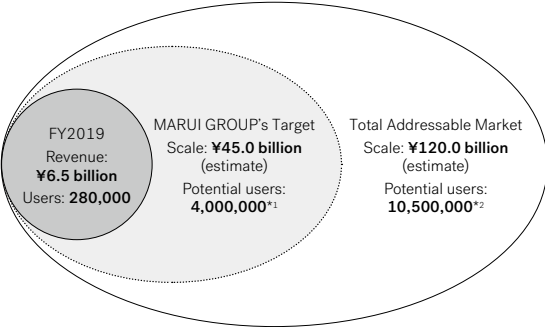 FY2019
Revenue:
¥6.5 billion
Users: 280,000
MARUI GROUP's Target
Scale: ¥45.0 billion
(estimate)
Potential users:
4,000,000*1
Total Addressable Market
Scale: ¥120.0 billion
(estimate)
Potential users:
10,500,000*2